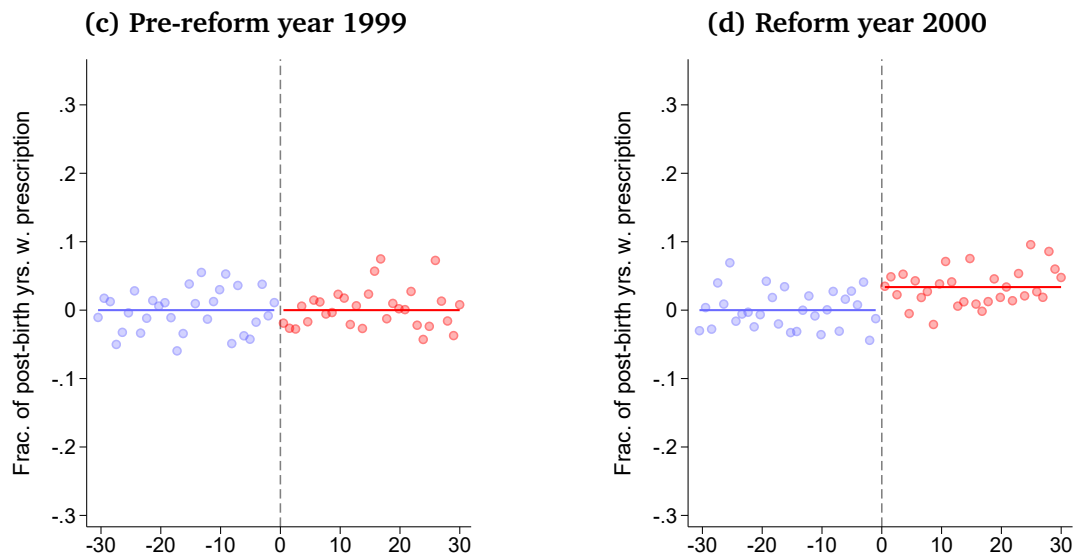 (c) Pre-reform year 1999
Frac. of post-birth yrs. w. prescription
.3
.2
.1
0
-.1
-.2
-.3
-30 -20 -10 0 10 20 30
(d) Reform year 2000
Frac. of post-birth yrs. w. prescription
.3
.2
.1
0
-.1
-.2
-.3
-30 -20 -10 0 10 20 30